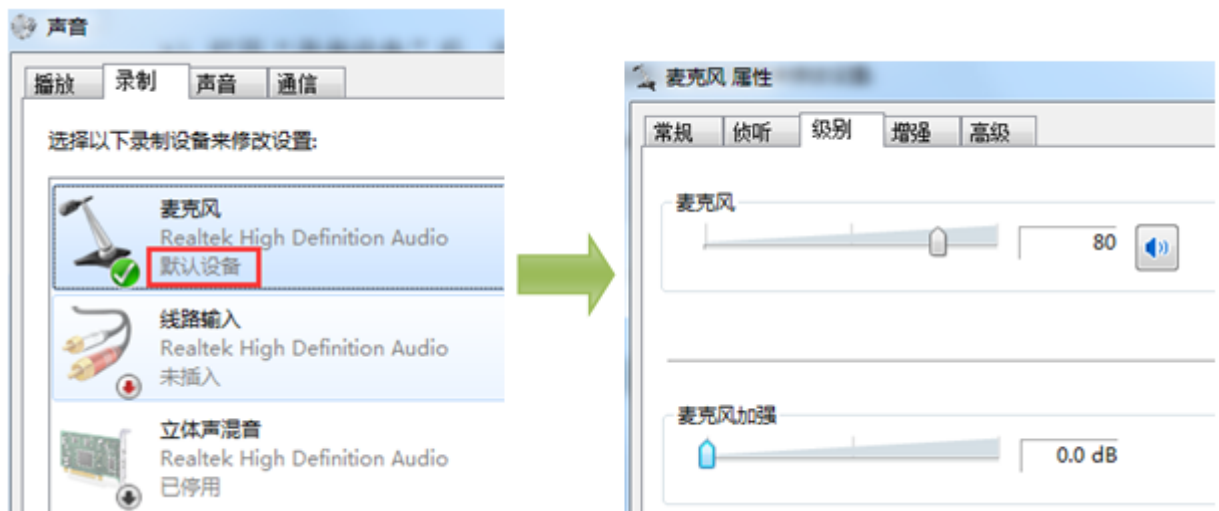 声音
播放 录制 声音 通信
选择以下录制设备来修改设置:
麦克风
Realtek High Definition Audio
默认设备
线路输入
Realtek High Definition Audio
未插入
立体声混音
Realtek High Definition Audio
已停用
麦克风 属性
常规 侦听 级别 增强 高级
麦克风
80
麦克风加强
0.0 dB